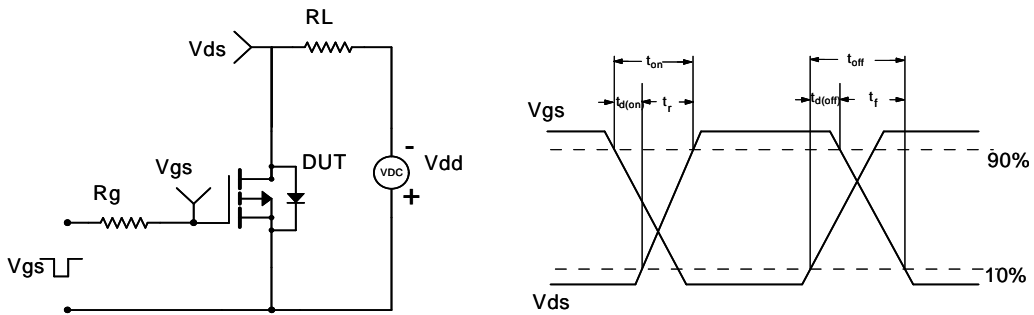 RL
Vds
-
Vgs
DUT
VDC
Vdd
+
Rg
Vgs
ton
toff
td(on)
tr
td(off)
tf
Vgs
90%
10%
Vds